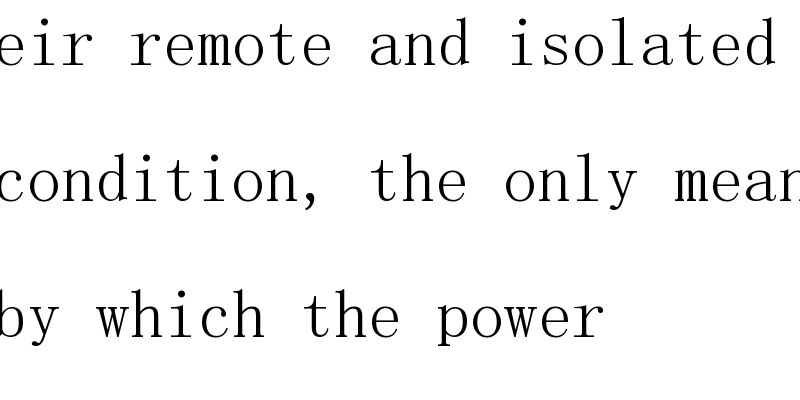 eir remote and isolated
condition, the only mean
by which the power